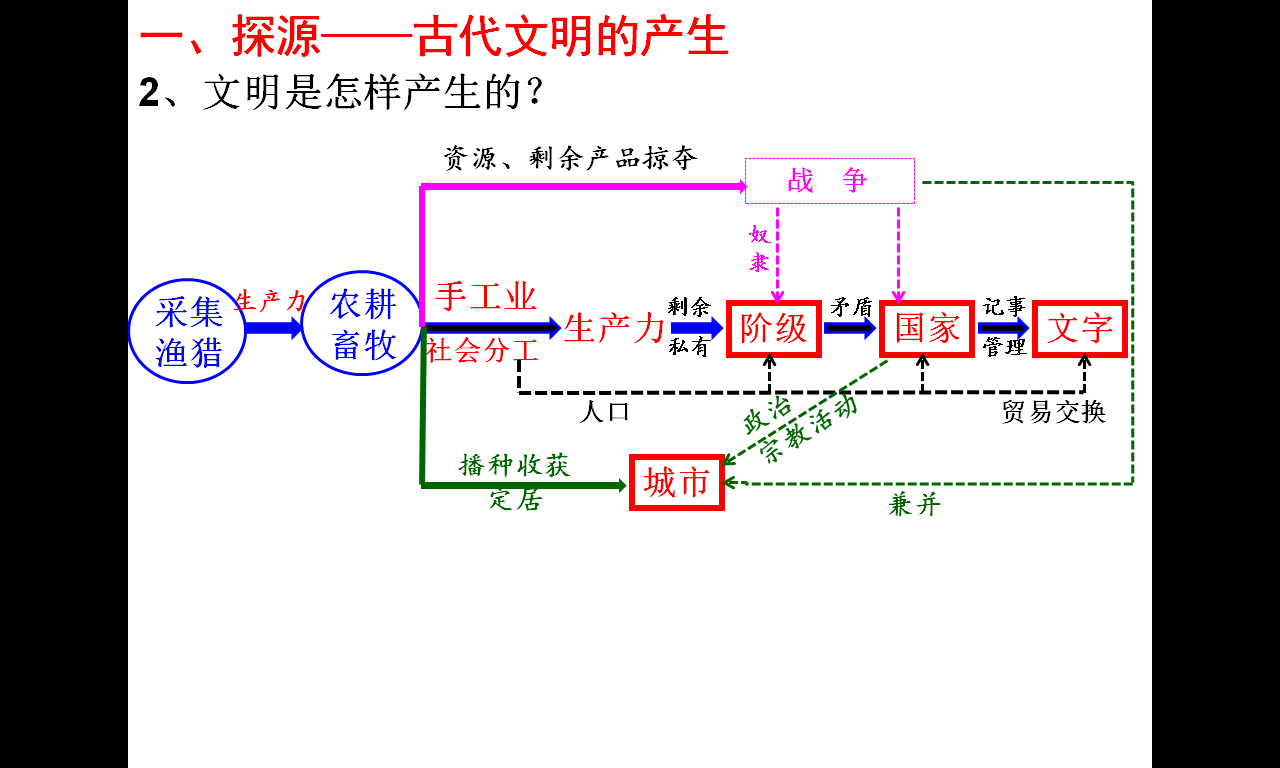 一、探源——古代文明的产生
2、文明是怎样产生的？
资源、剩余产品掠夺
战 争
奴
隶
采集
渔猎
生产力
农耕
畜牧
手工业
社会分工
生产力
剩余
私有
阶级
矛盾
国家
记事
管理
文字
人口
贸易交换
政治
宗教活动
播种收获
定居
城市
兼并